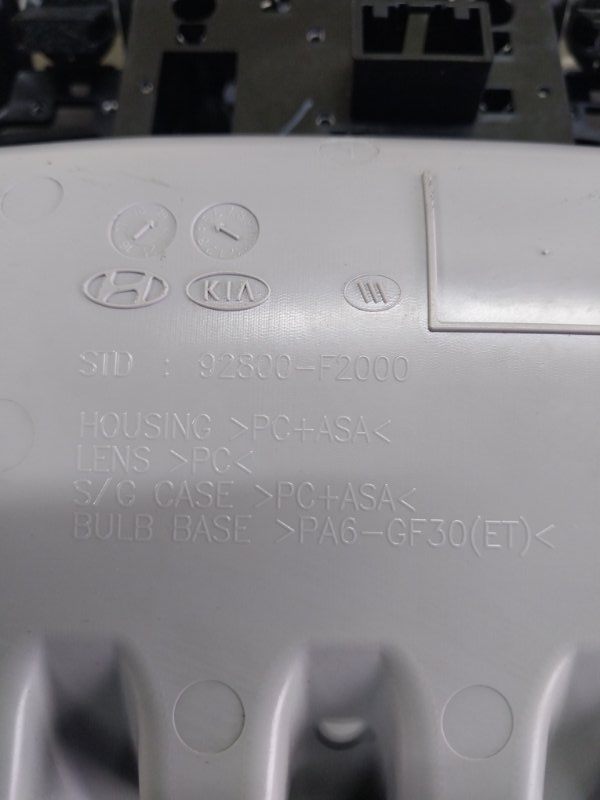 KIA
STD : 92800-F2000
HOUSING >PC+ASA<
LENS >PC<
S/G CASE >PC+ASA<
BULB BASE >PA6-GF30(ET)<